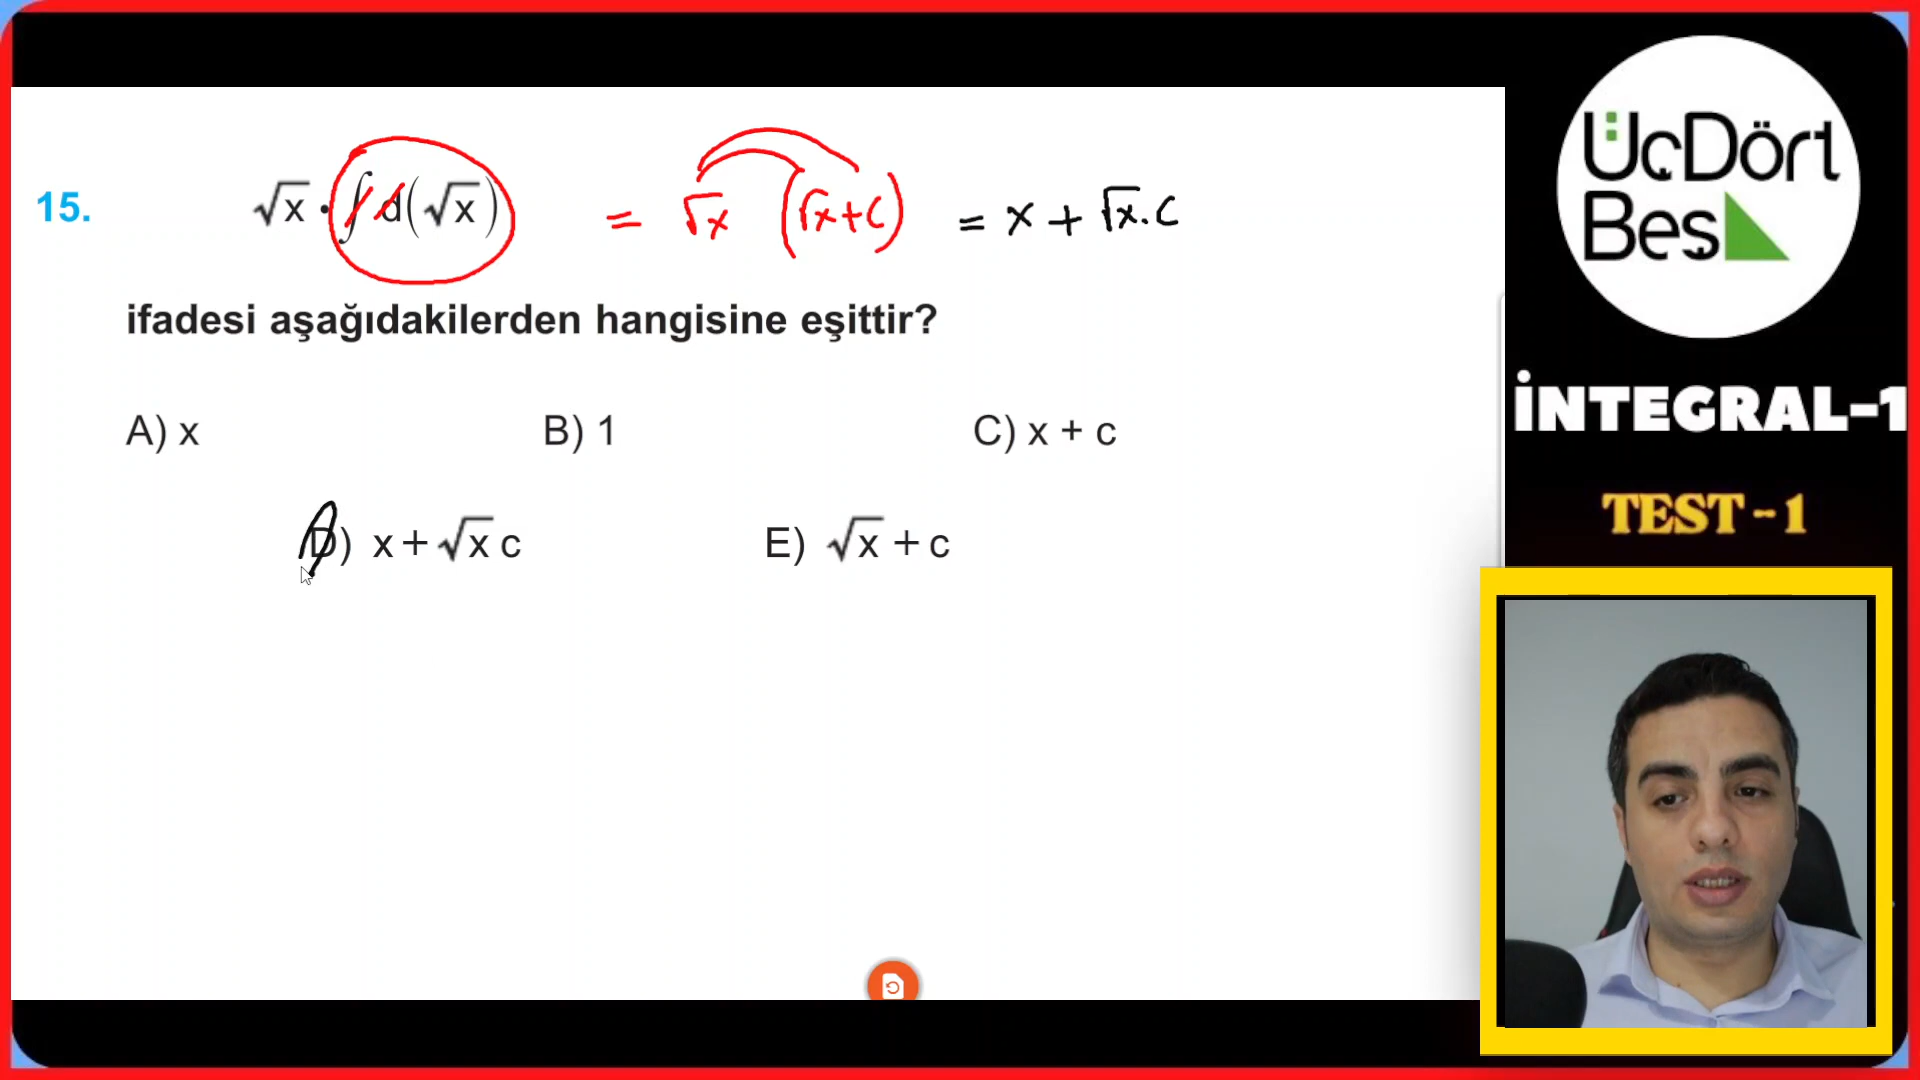 15. √x · ∫ d(√x) = √x (√x+c) = x + √x.c
ifadesi aşağıdakilerden hangisine eşittir?
A) x B) 1 C) x + c
D) x + √x c E) √x + c
ÜçDört
Beş
İNTEGRAL-1
TEST - 1